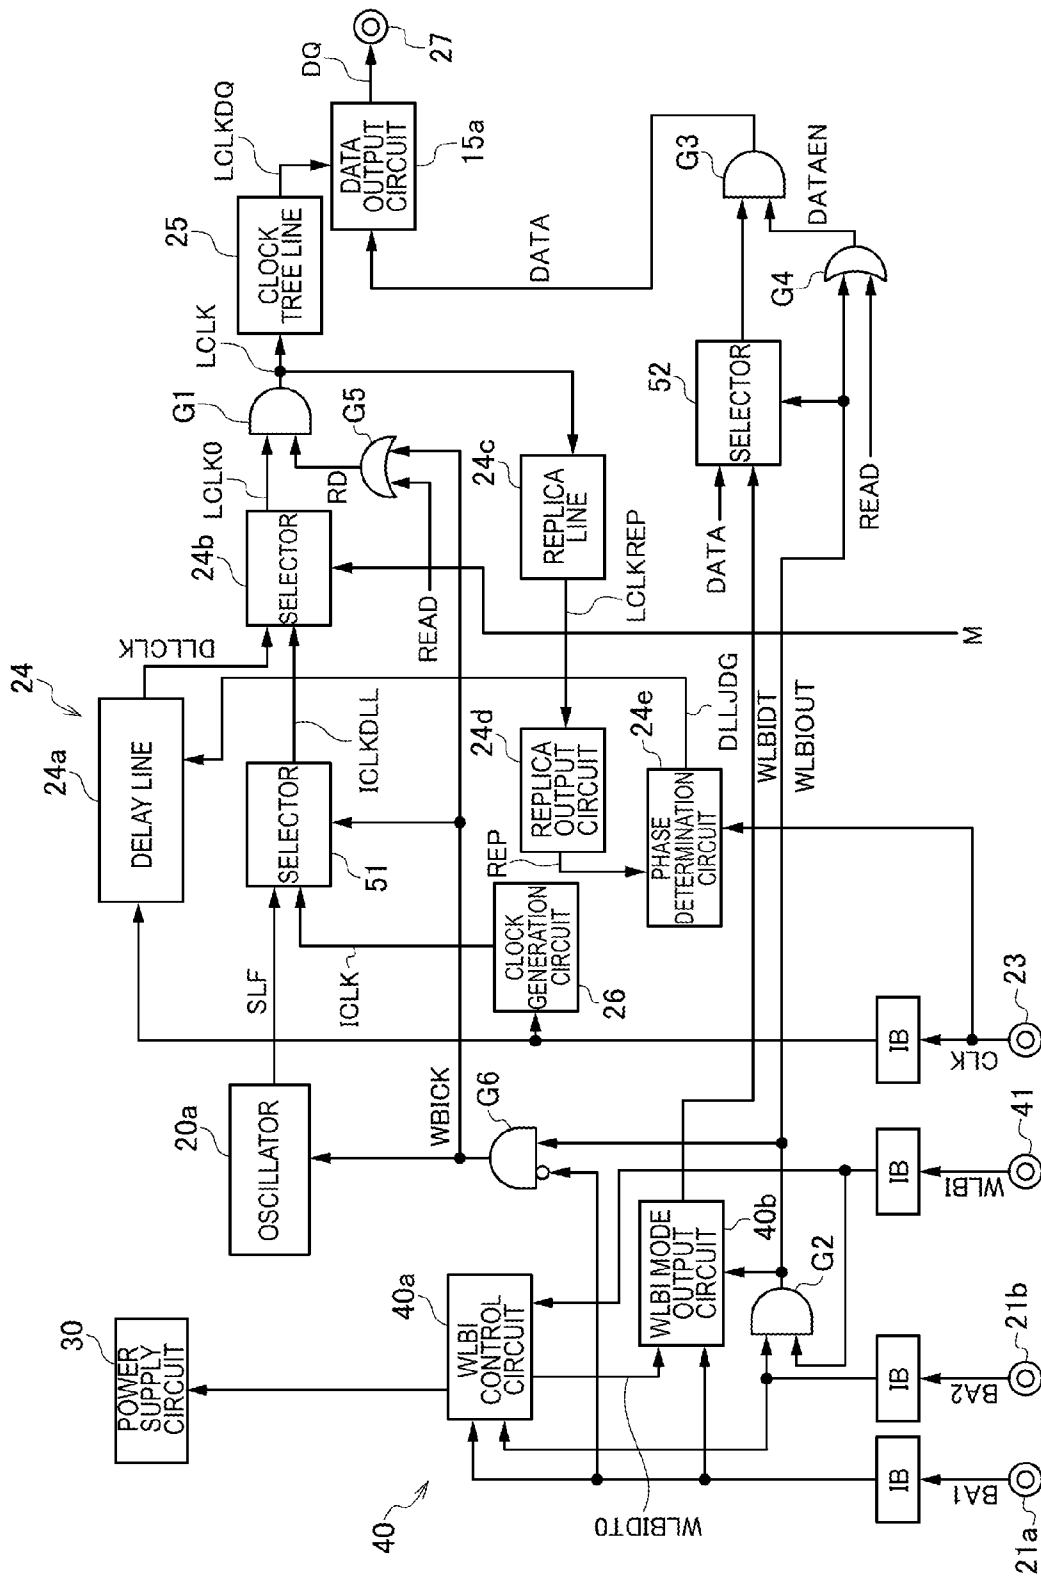 30
POWER
SUPPLY
CIRCUIT
40
40a
WLBI
CONTROL
CIRCUIT
WLBIDT0
20a
OSCILLATOR
SLF
WBICK
G6
40b
WLBI MODE
OUTPUT
CIRCUIT
G2
24
24a
DELAY LINE
DLLCLK
51
SELECTOR
ICLKDLL
ICLK
26
CLOCK
GENERATION
CIRCUIT
24b
SELECTOR
LCLK0
G1
RD
G5
READ
LCLK
25
CLOCK
TREE LINE
LCLKDQ
15a
DATA
OUTPUT
CIRCUIT
DQ
27
24c
REPLICA
LINE
LCLKREP
24d
REPLICA
OUTPUT
CIRCUIT
REP
24e
PHASE
DETERMINATION
CIRCUIT
DLLJDG
WLBIDT
WLBIOUT
M
DATA
52
SELECTOR
READ
G4
DATAEN
G3
DATA
IB
BA1
21a
IB
BA2
21b
IB
WLBI
41
IB
CLK
23